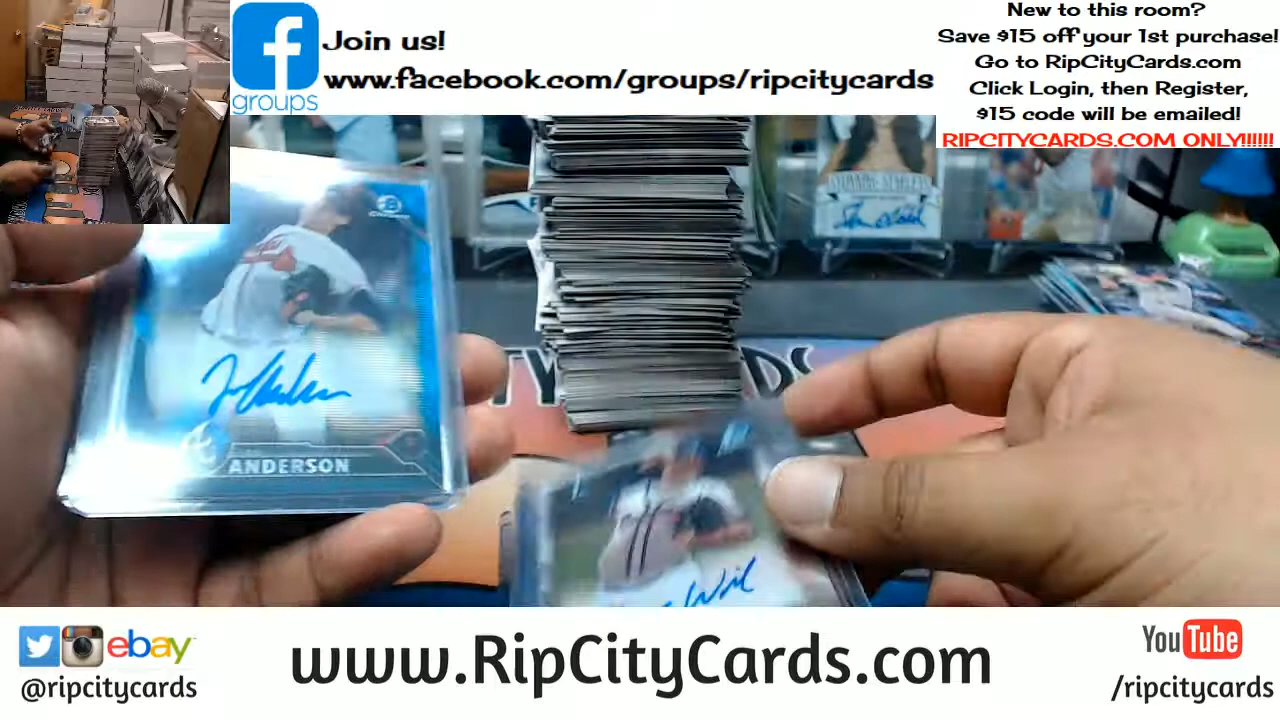 groups
Join us!
www.facebook.com/groups/ripcitycards
New to this room?
Save $15 off your 1st purchase!
Go to RipCityCards.com
Click Login, then Register,
$15 code will be emailed!
RIPCITYCARDS.COM ONLY!!!!!!
ANDERSON
ebay
@ripcitycards
www.RipCityCards.com
YouTube
/ripcitycards